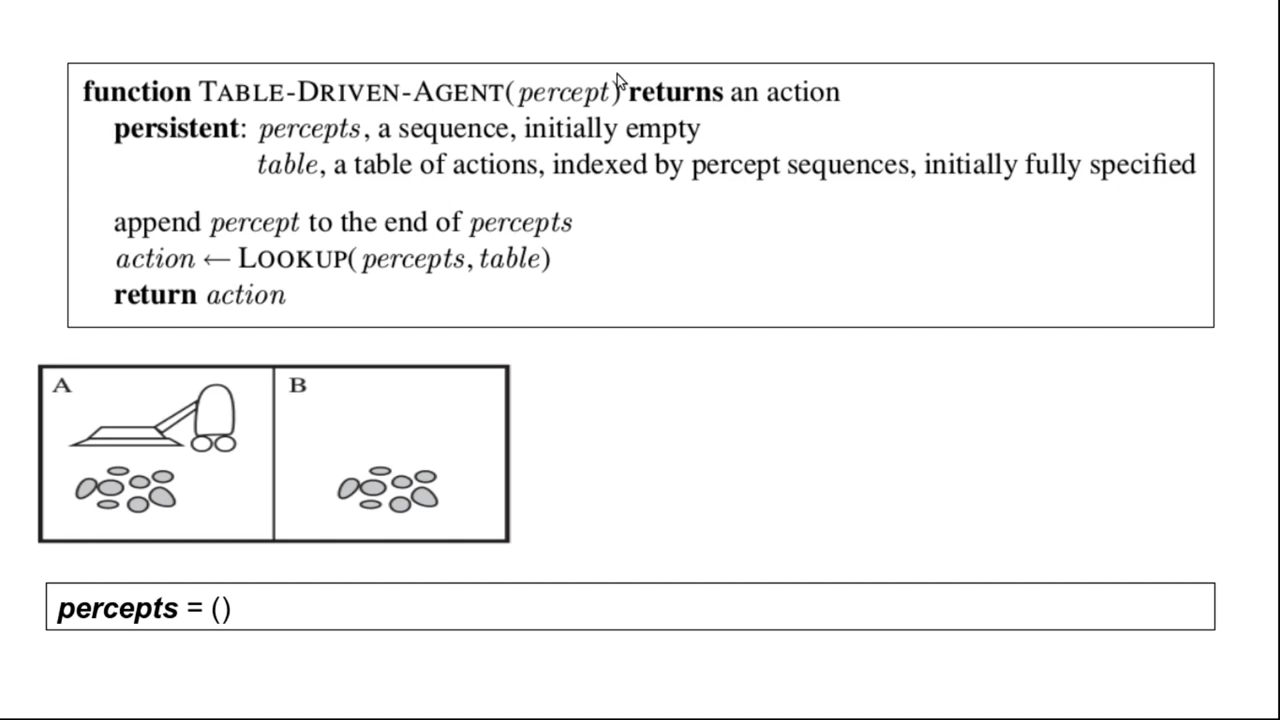 function TABLE-DRIVEN-AGENT(percept) returns an action
persistent: percepts, a sequence, initially empty
table, a table of actions, indexed by percept sequences, initially fully specified
append percept to the end of percepts
action ← LOOKUP(percepts, table)
return action
A
B
percepts = ()